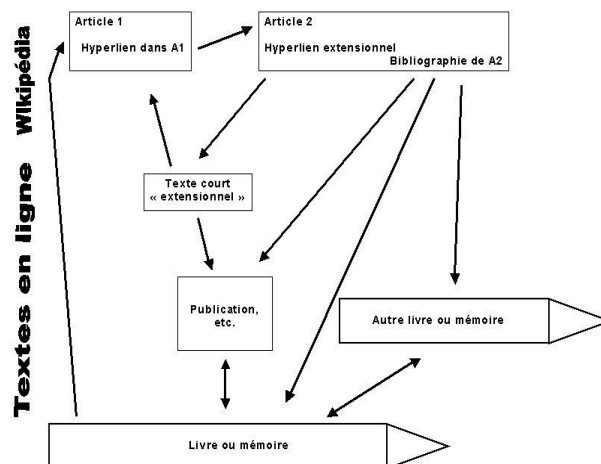 Article 1
Hyperlien dans A1
Article 2
Hyperlien extensionnel
Bibliographie de A2
WIkipédia
Textes en ligne
Texte court
« extensionnel »
Publication,
etc.
Autre livre ou mémoire
Livre ou mémoire